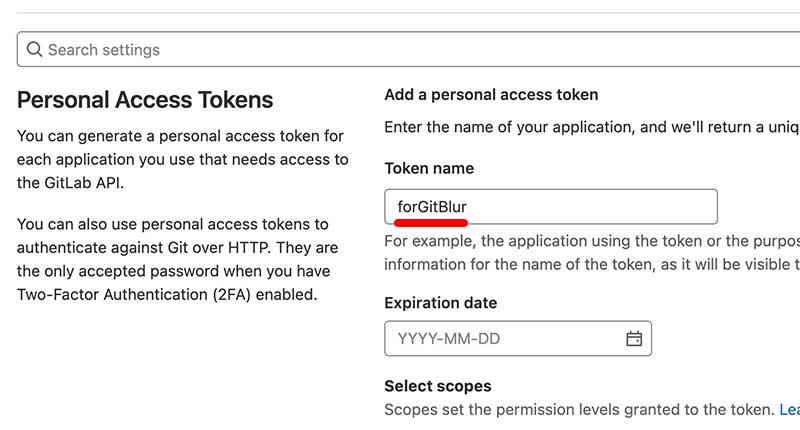 Search settings
Personal Access Tokens
You can generate a personal access token for
each application you use that needs access to
the GitLab API.
You can also use personal access tokens to
authenticate against Git over HTTP. They are
the only accepted password when you have
Two-Factor Authentication (2FA) enabled.
Add a personal access token
Enter the name of your application, and we'll return a uniq
Token name
forGitBlur
For example, the application using the token or the purpos
information for the name of the token, as it will be visible t
Expiration date
YYYY-MM-DD
Select scopes
Scopes set the permission levels granted to the token. Lea